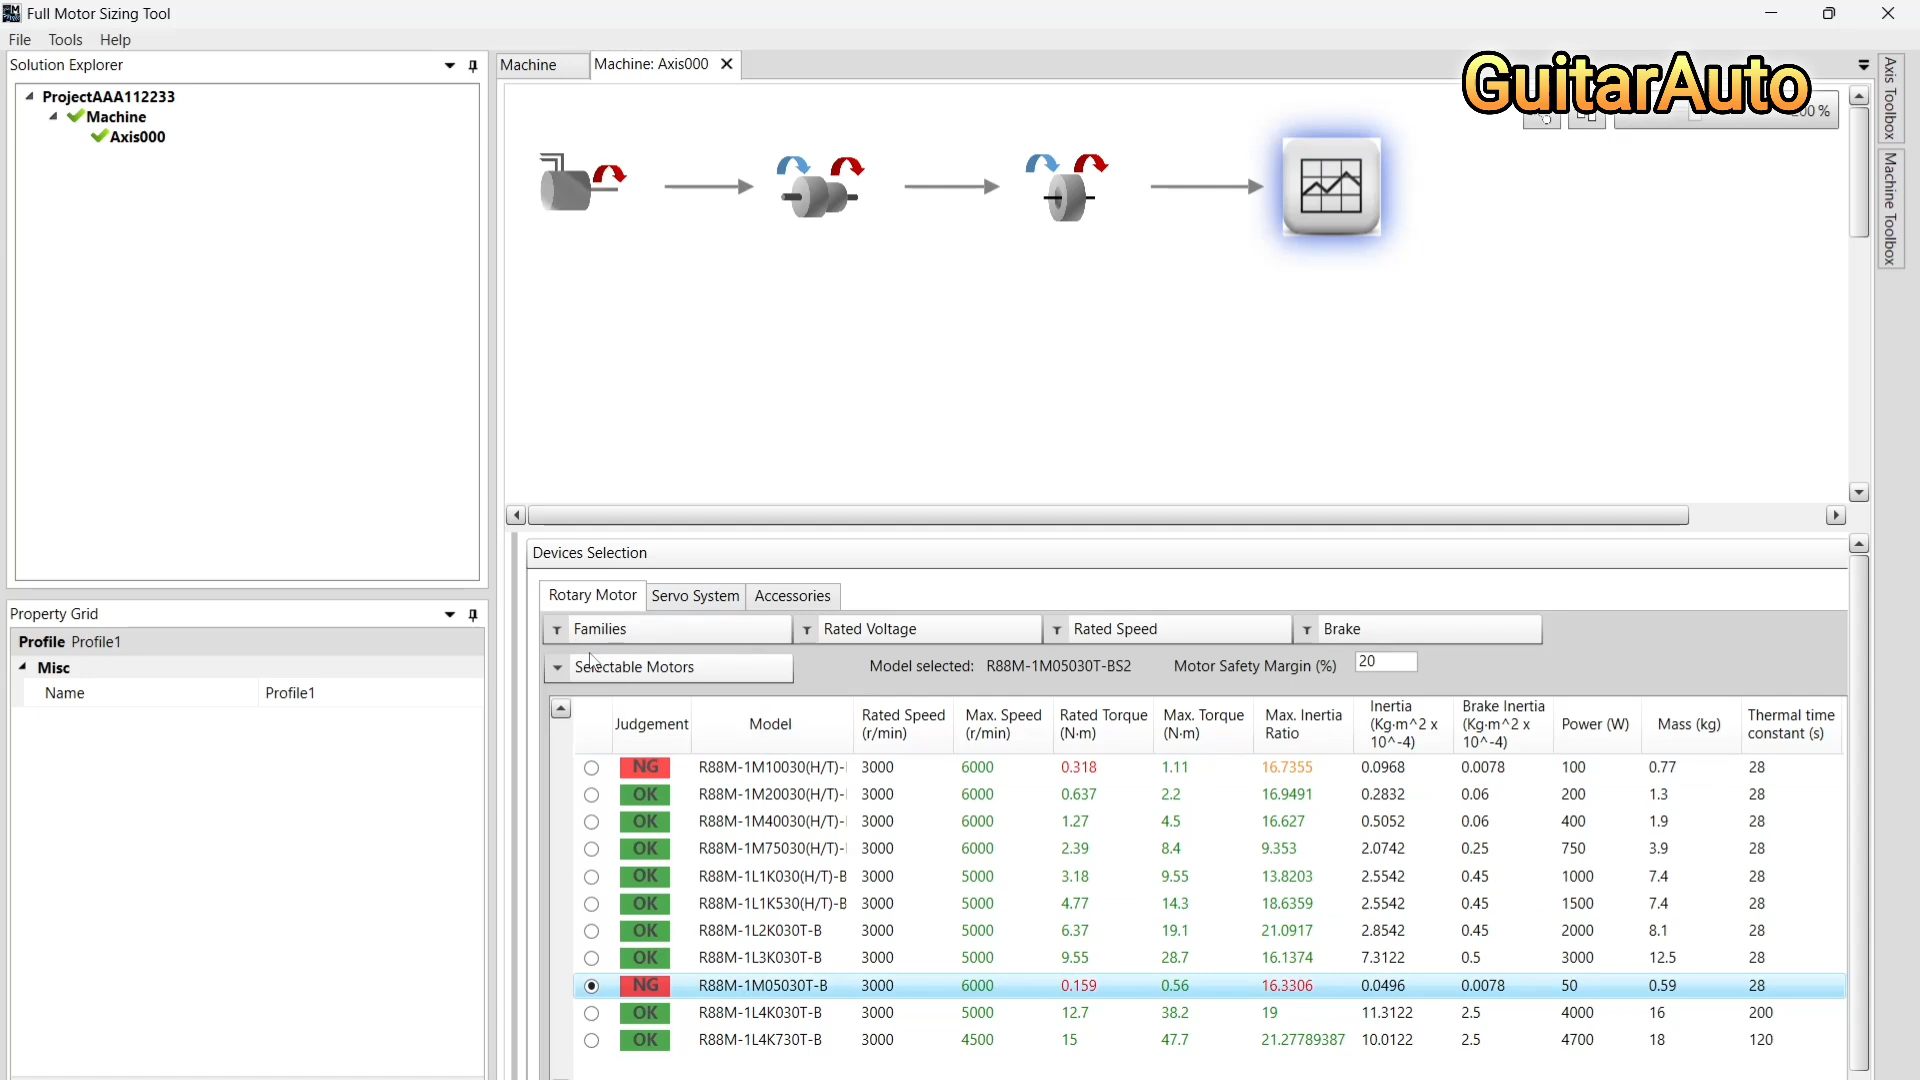 Full Motor Sizing Tool
File Tools Help
Solution Explorer
ProjectAAA112233
Machine
Axis000
Property Grid
Profile Profile1
Misc
Name Profile1
Machine
Machine: Axis000
GuitarAuto
Axis Toolbox
Machine Toolbox
Devices Selection
Rotary Motor Servo System Accessories
Families Rated Voltage Rated Speed Brake
Selectable Motors Model selected: R88M-1M05030T-BS2 Motor Safety Margin (%) 20
Judgement Model Rated Speed (r/min) Max. Speed (r/min) Rated Torque (N·m) Max. Torque (N·m) Max. Inertia Ratio Inertia (Kg·m^2 x 10^-4) Brake Inertia (Kg·m^2 x 10^-4) Power (W) Mass (kg) Thermal time constant (s)
NG R88M-1M10030(H/T)- 3000 6000 0.318 1.11 16.7355 0.0968 0.0078 100 0.77 28
OK R88M-1M20030(H/T)- 3000 6000 0.637 2.2 16.9491 0.2832 0.06 200 1.3 28
OK R88M-1M40030(H/T)- 3000 6000 1.27 4.5 16.627 0.5052 0.06 400 1.9 28
OK R88M-1M75030(H/T)- 3000 6000 2.39 8.4 9.353 2.0742 0.25 750 3.9 28
OK R88M-1L1K030(H/T)-B 3000 5000 3.18 9.55 13.8203 2.5542 0.45 1000 7.4 28
OK R88M-1L1K530(H/T)-B 3000 5000 4.77 14.3 18.6359 2.5542 0.45 1500 7.4 28
OK R88M-1L2K030T-B 3000 5000 6.37 19.1 21.0917 2.8542 0.45 2000 8.1 28
OK R88M-1L3K030T-B 3000 5000 9.55 28.7 16.1374 7.3122 0.5 3000 12.5 28
NG R88M-1M05030T-B 3000 6000 0.159 0.56 16.3306 0.0496 0.0078 50 0.59 28
OK R88M-1L4K030T-B 3000 5000 12.7 38.2 19 11.3122 2.5 4000 16 200
OK R88M-1L4K730T-B 3000 4500 15 47.7 21.27789387 10.0122 2.5 4700 18 120